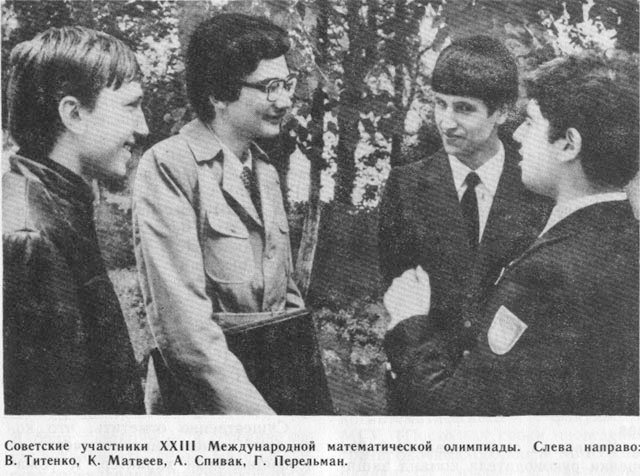 Советские участники XXIII Международной математической олимпиады. Слева направо:
В. Титенко, К. Матвеев, А. Спивак, Г. Перельман.